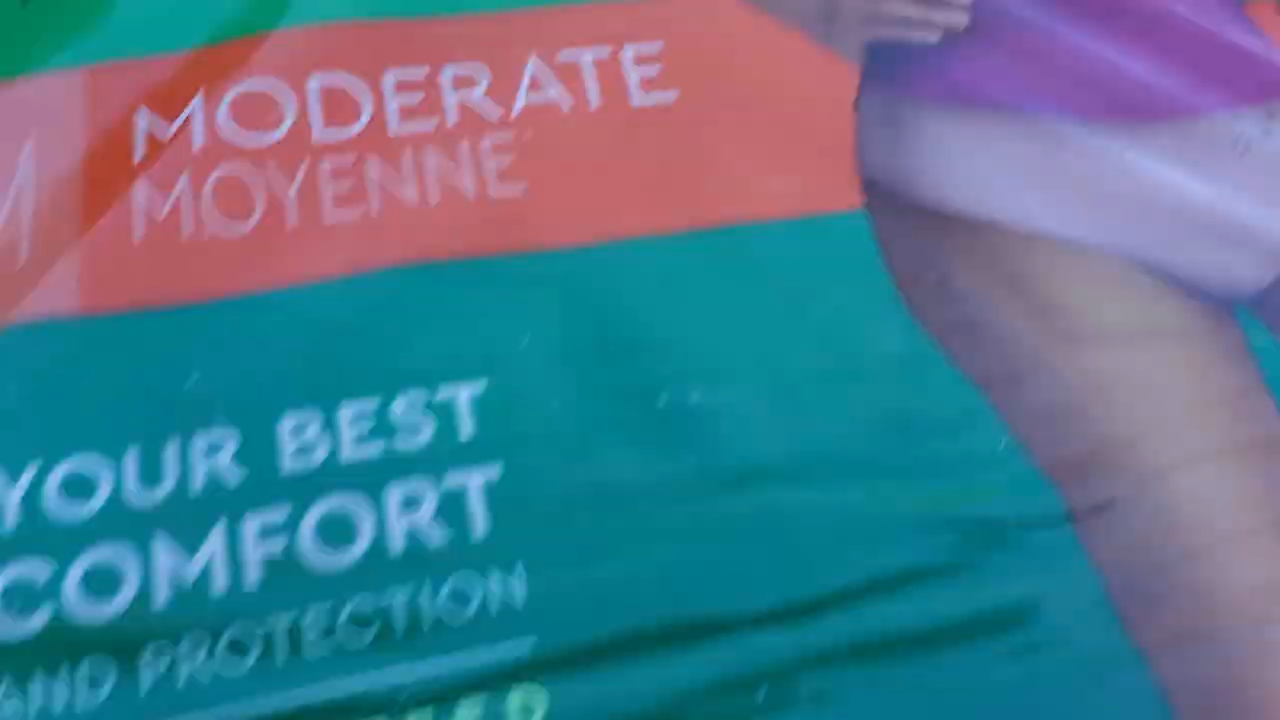 MODERATE
MOYENNE
YOUR BEST
COMFORT
AND PROTECTION